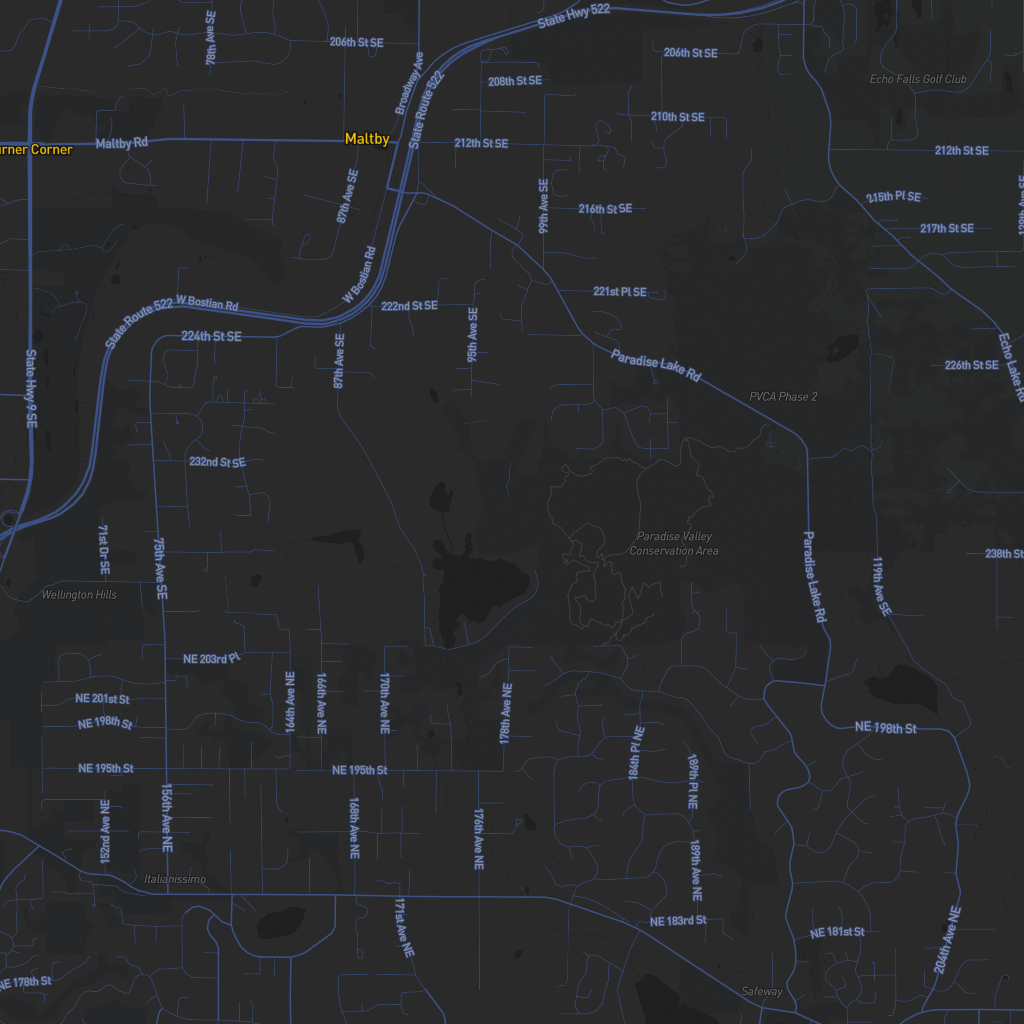 State Hwy 522
78th Ave SE
206th St SE
206th St SE
Broadway Ave
State Route 522
208th St SE
Echo Falls Golf Club
210th St SE
Maltby Rd
Maltby
212th St SE
212th St SE
87th Ave SE
99th Ave SE
216th St SE
215th Pl SE
217th St SE
W Bostian Rd
221st Pl SE
State Route 522
W Bostian Rd
222nd St SE
224th St SE
95th Ave SE
87th Ave SE
State Hwy 9 SE
Paradise Lake Rd
226th St SE
Echo Lake Rd
PVCA Phase 2
232nd St SE
Paradise Valley
Conservation Area
71st Dr SE
75th Ave SE
Paradise Lake Rd
119th Ave SE
238th St
Wellington Hills
NE 203rd Pl
164th Ave NE
166th Ave NE
170th Ave NE
178th Ave NE
NE 201st St
NE 198th St
NE 198th St
184th Pl NE
189th Pl NE
NE 195th St
NE 195th St
152nd Ave NE
156th Ave NE
168th Ave NE
176th Ave NE
189th Ave NE
Italianissimo
171st Ave NE
NE 183rd St
NE 181st St
204th Ave NE
NE 178th St
Safeway